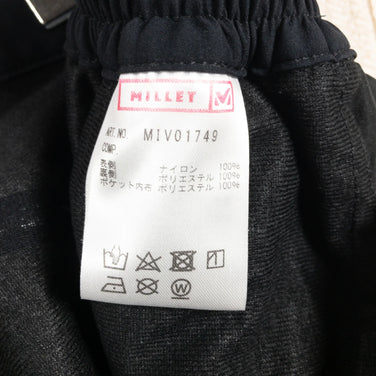 MILLET
ART.NO. MIV01749
COMP.
表側 ナイロン 100%
裏側 ポリエステル 100%
ポケット内布 ポリエステル 100%